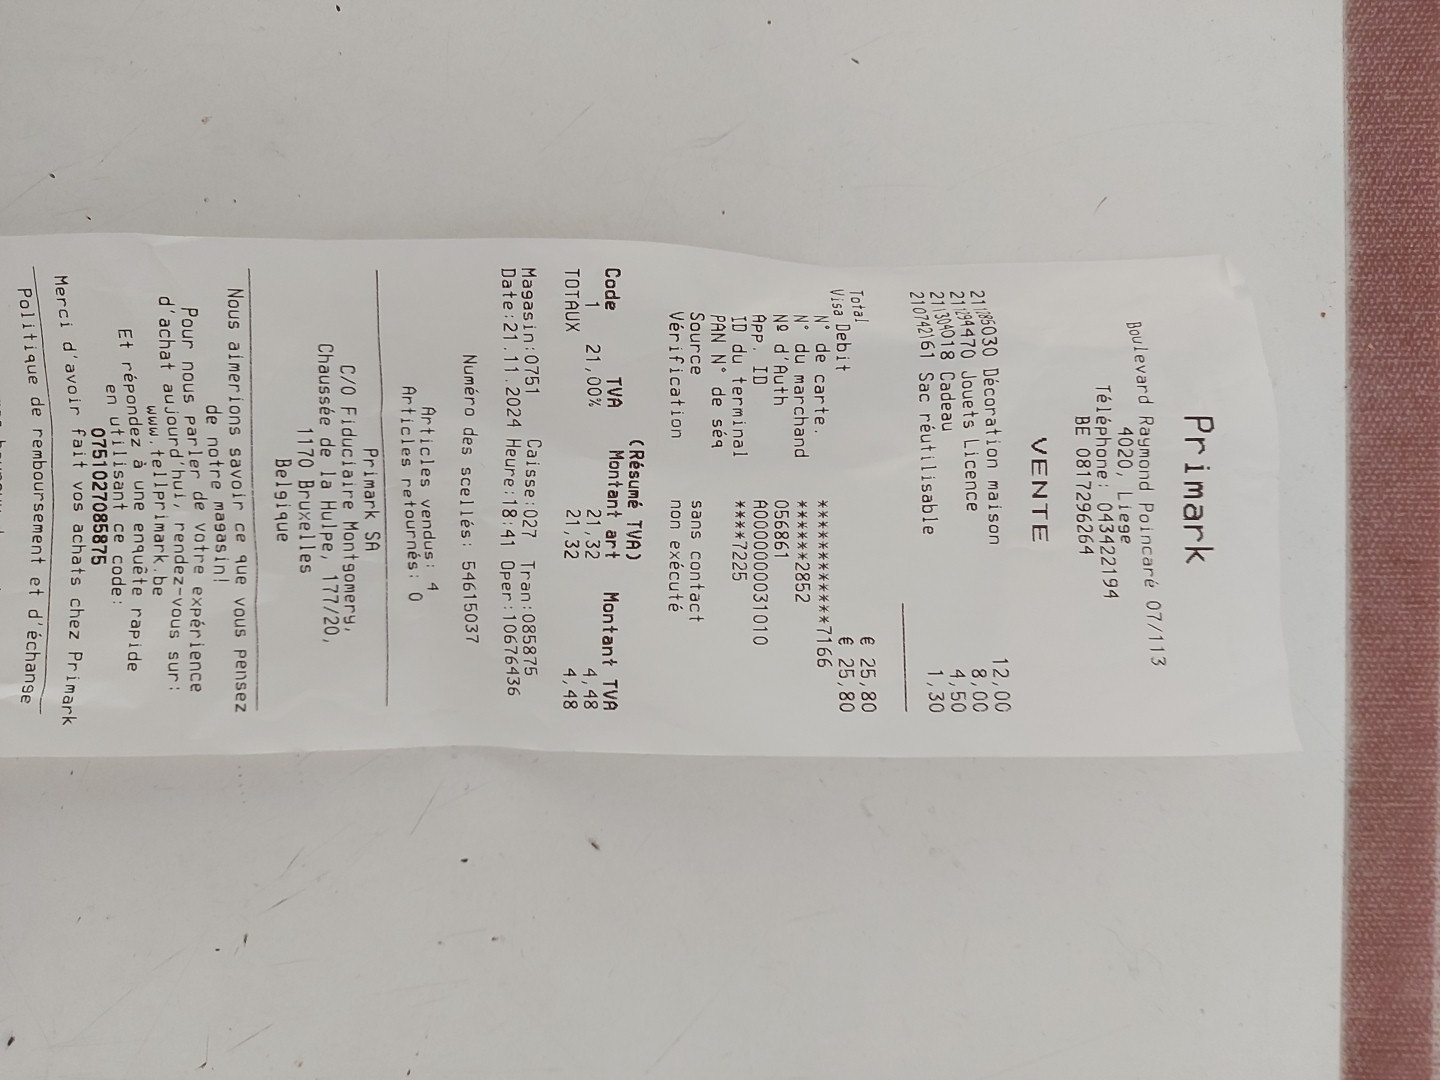 Primark
Boulevard Raymond Poincaré 07/113
4020, Liege
Téléphone: 043422194
BE 0817296264
VENTE
211285030 Décoration maison 12,00
211294470 Jouets Licence 8,00
211304018 Cadeau 4,50
210742161 Sac réutilisable 1,30
Total € 25,80
Visa Debit € 25,80
N° de carte. ************7166
N° du marchand ******2852
Nº d'Auth 056861
App. ID A0000000031010
ID du terminal ****7225
PAN N° de séq
Source sans contact
Vérification non exécuté
(Résumé TVA)
Code TVA Montant art Montant TVA
1 21,00% 21,32 4,48
TOTAUX 21,32 4,48
Magasin:0751 Caisse:027 Tran:085875
Date:21.11.2024 Heure:18:41 Oper:10676436
Numéro des scellés: 54615037
Articles vendus: 4
Articles retournés: 0
Primark SA
C/O Fiduciaire Montgomery,
Chaussée de la Hulpe, 177/20,
1170 Bruxelles
Belgique
Nous aimerions savoir ce que vous pensez
de notre magasin!
Pour nous parler de votre expérience
d'achat aujourd'hui, rendez-vous sur:
www.tellprimark.be
Et répondez à une enquête rapide
en utilisant ce code:
075102708587​5
Merci d'avoir fait vos achats chez Primark
Politique de remboursement et d'échange